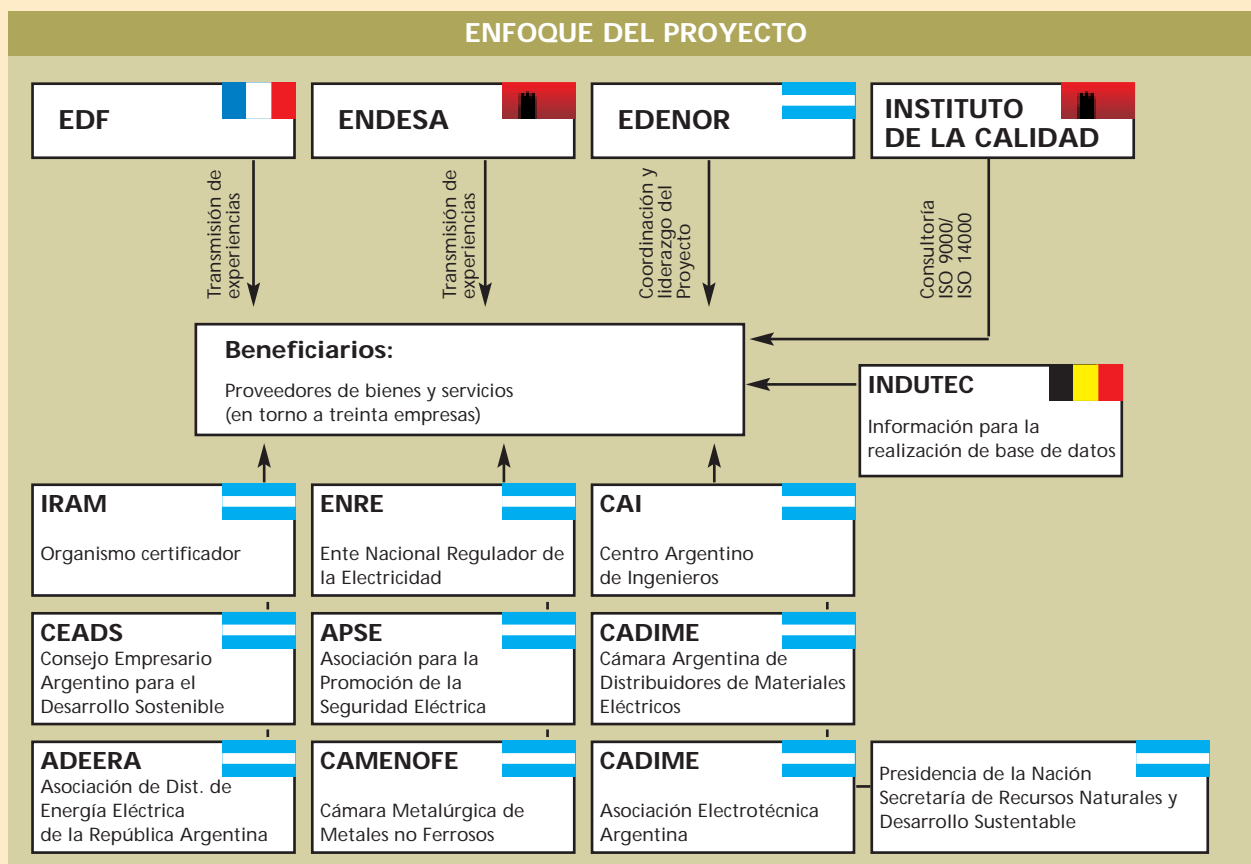 ENFOQUE DEL PROYECTO
EDF
ENDESA
EDENOR
INSTITUTO
DE LA CALIDAD
Transmisión de
experiencias
Transmisión de
experiencias
Coordinación y
liderazgo del
Proyecto
Consultoría
ISO 9000/
ISO 14000
Beneficiarios:
Proveedores de bienes y servicios
(en torno a treinta empresas)
INDUTEC
Información para la
realización de base de datos
IRAM
Organismo certificador
ENRE
Ente Nacional Regulador de
la Electricidad
CAI
Centro Argentino
de Ingenieros
CEADS
Consejo Empresario
Argentino para el
Desarrollo Sostenible
APSE
Asociación para la
Promoción de la
Seguridad Eléctrica
CADIME
Cámara Argentina de
Distribuidores de Materiales
Eléctricos
ADEERA
Asociación de Dist. de
Energía Eléctrica
de la República Argentina
CAMENOFE
Cámara Metalúrgica de
Metales no Ferrosos
CADIME
Asociación Electrotécnica
Argentina
Presidencia de la Nación
Secretaría de Recursos Naturales y
Desarrollo Sustentable